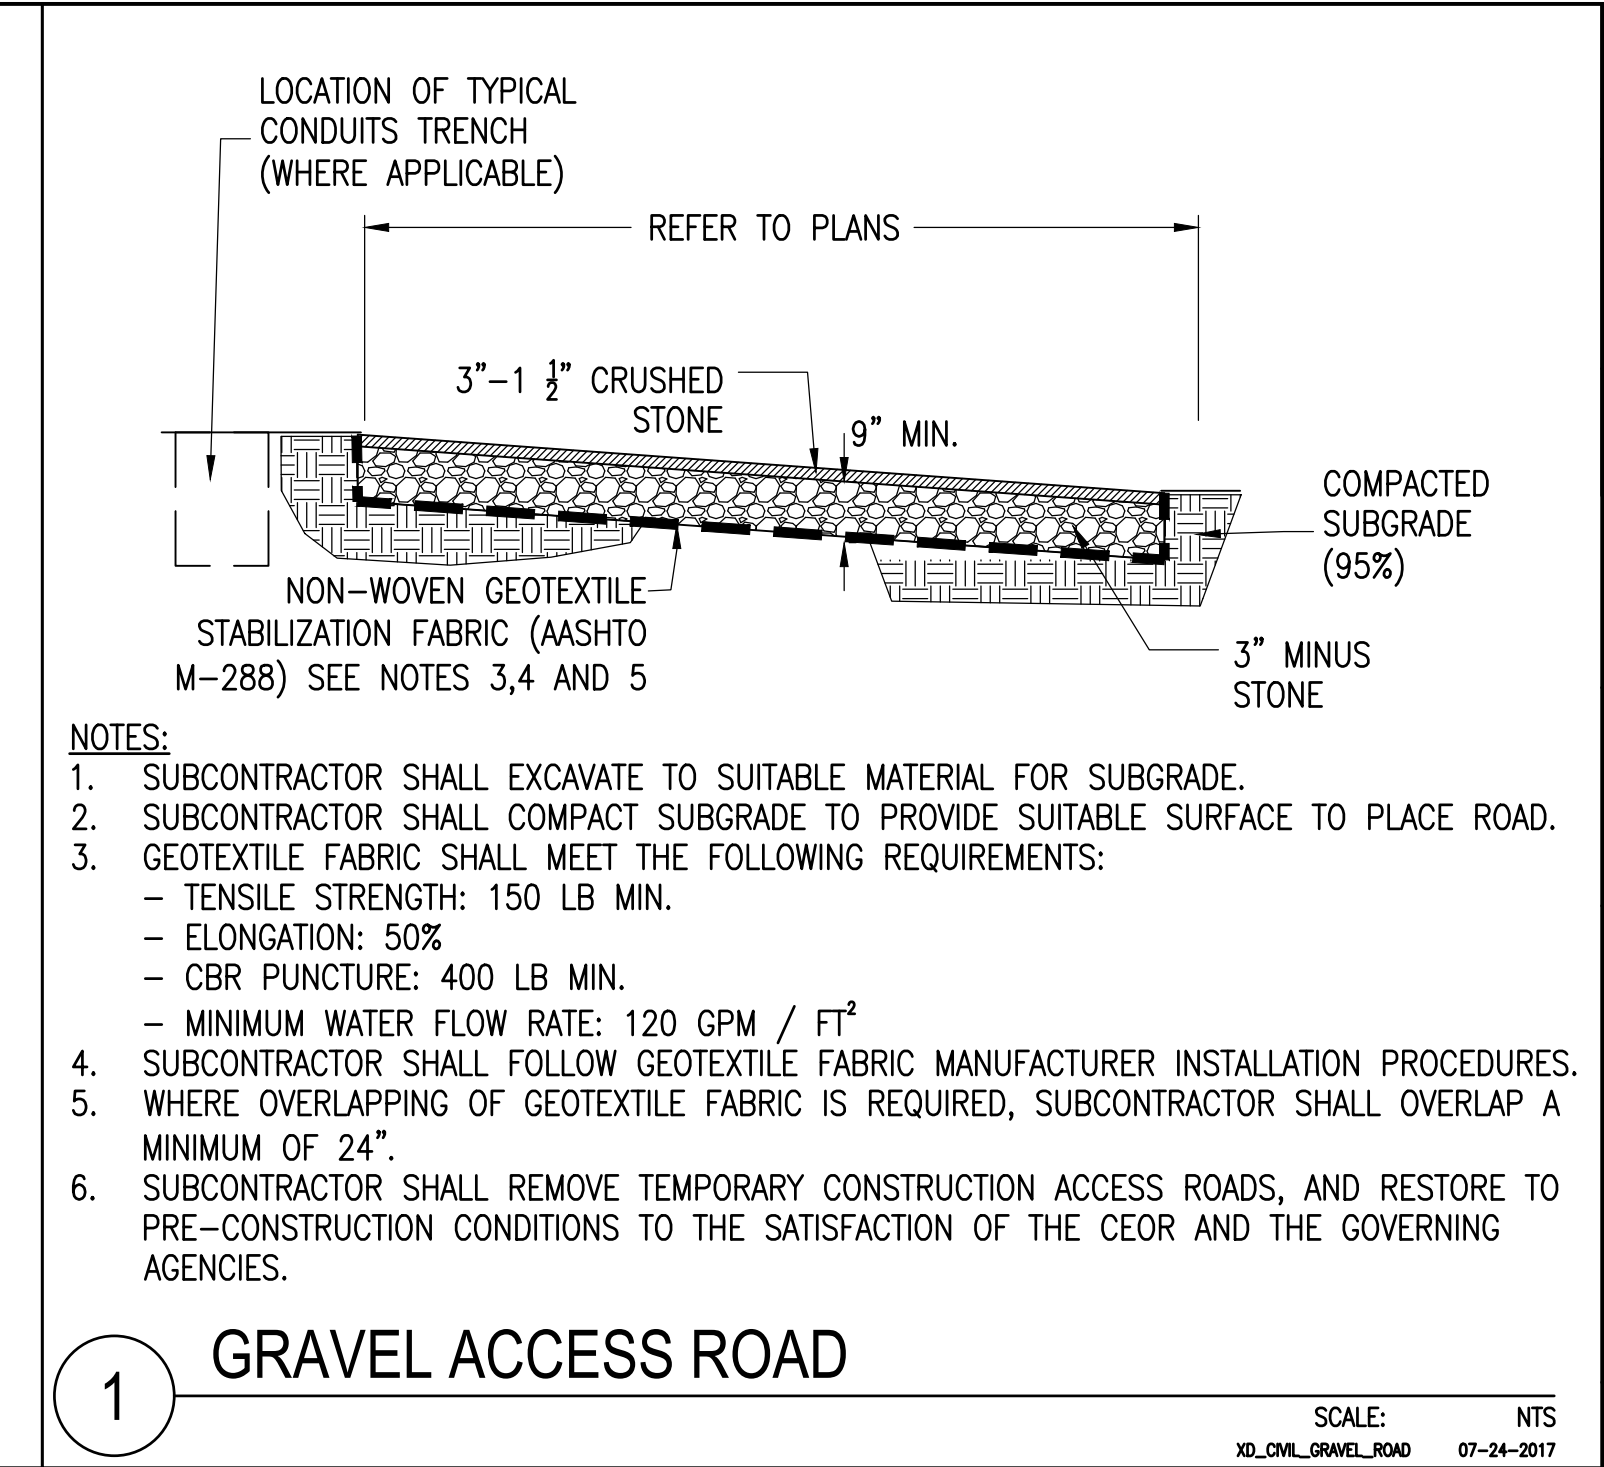 LOCATION OF TYPICAL
CONDUITS TRENCH
(WHERE APPLICABLE)
REFER TO PLANS
3”–1 1/2” CRUSHED
STONE
9” MIN.
COMPACTED
SUBGRADE
(95%)
NON–WOVEN GEOTEXTILE
STABILIZATION FABRIC (AASHTO
M–288) SEE NOTES 3,4 AND 5
3” MINUS
STONE
NOTES:
1. SUBCONTRACTOR SHALL EXCAVATE TO SUITABLE MATERIAL FOR SUBGRADE.
2. SUBCONTRACTOR SHALL COMPACT SUBGRADE TO PROVIDE SUITABLE SURFACE TO PLACE ROAD.
3. GEOTEXTILE FABRIC SHALL MEET THE FOLLOWING REQUIREMENTS:
– TENSILE STRENGTH: 150 LB MIN.
– ELONGATION: 50%
– CBR PUNCTURE: 400 LB MIN.
– MINIMUM WATER FLOW RATE: 120 GPM / FT²
4. SUBCONTRACTOR SHALL FOLLOW GEOTEXTILE FABRIC MANUFACTURER INSTALLATION PROCEDURES.
5. WHERE OVERLAPPING OF GEOTEXTILE FABRIC IS REQUIRED, SUBCONTRACTOR SHALL OVERLAP A
MINIMUM OF 24”.
6. SUBCONTRACTOR SHALL REMOVE TEMPORARY CONSTRUCTION ACCESS ROADS, AND RESTORE TO
PRE–CONSTRUCTION CONDITIONS TO THE SATISFACTION OF THE CEOR AND THE GOVERNING
AGENCIES.
1 GRAVEL ACCESS ROAD
SCALE: NTS
XD_CIVIL_GRAVEL_ROAD 07–24–2017